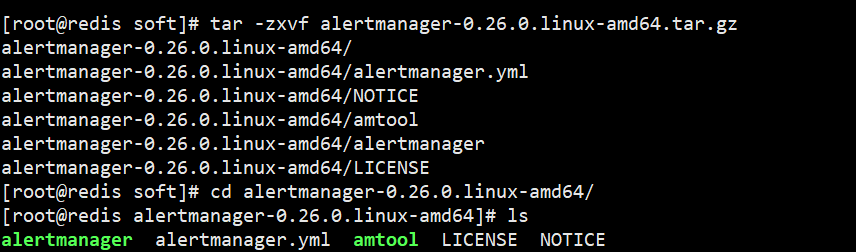 [root@redis soft]# tar -zxvf alertmanager-0.26.0.linux-amd64.tar.gz
alertmanager-0.26.0.linux-amd64/
alertmanager-0.26.0.linux-amd64/alertmanager.yml
alertmanager-0.26.0.linux-amd64/NOTICE
alertmanager-0.26.0.linux-amd64/amtool
alertmanager-0.26.0.linux-amd64/alertmanager
alertmanager-0.26.0.linux-amd64/LICENSE
[root@redis soft]# cd alertmanager-0.26.0.linux-amd64/
[root@redis alertmanager-0.26.0.linux-amd64]# ls
alertmanager  alertmanager.yml  amtool  LICENSE  NOTICE